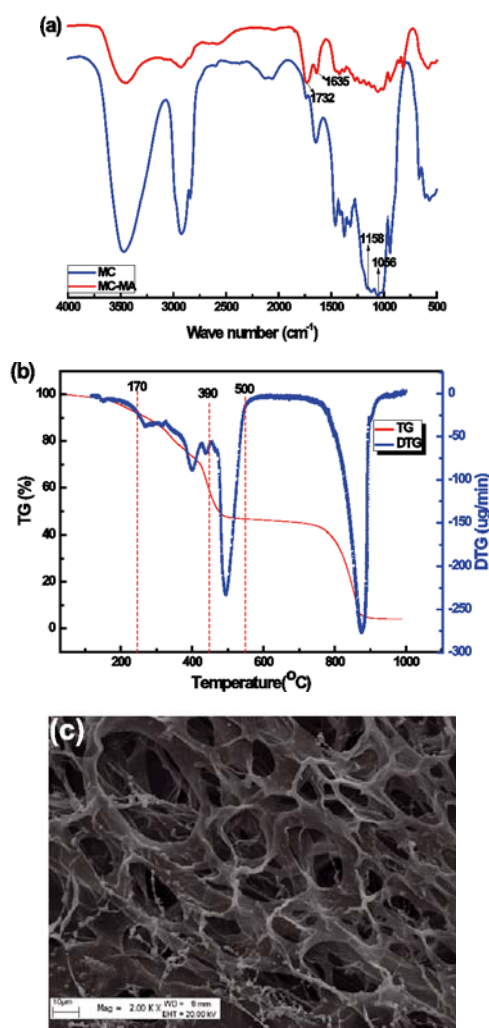 (a)
1635
1732
1158
1056
MC
MC-MA
4000 3500 3000 2500 2000 1500 1000 500
Wave number (cm⁻¹)
(b)
170 390 500
100
80
60
40
20
0
TG (%)
TG
DTG
0
-50
-100
-150
-200
-250
-300
DTG (ug/min)
200 400 600 800 1000
Temperature(°C)
(c)
10μm
Mag = 2.00 KX
WD = 8 mm
EHT = 20.00 kV